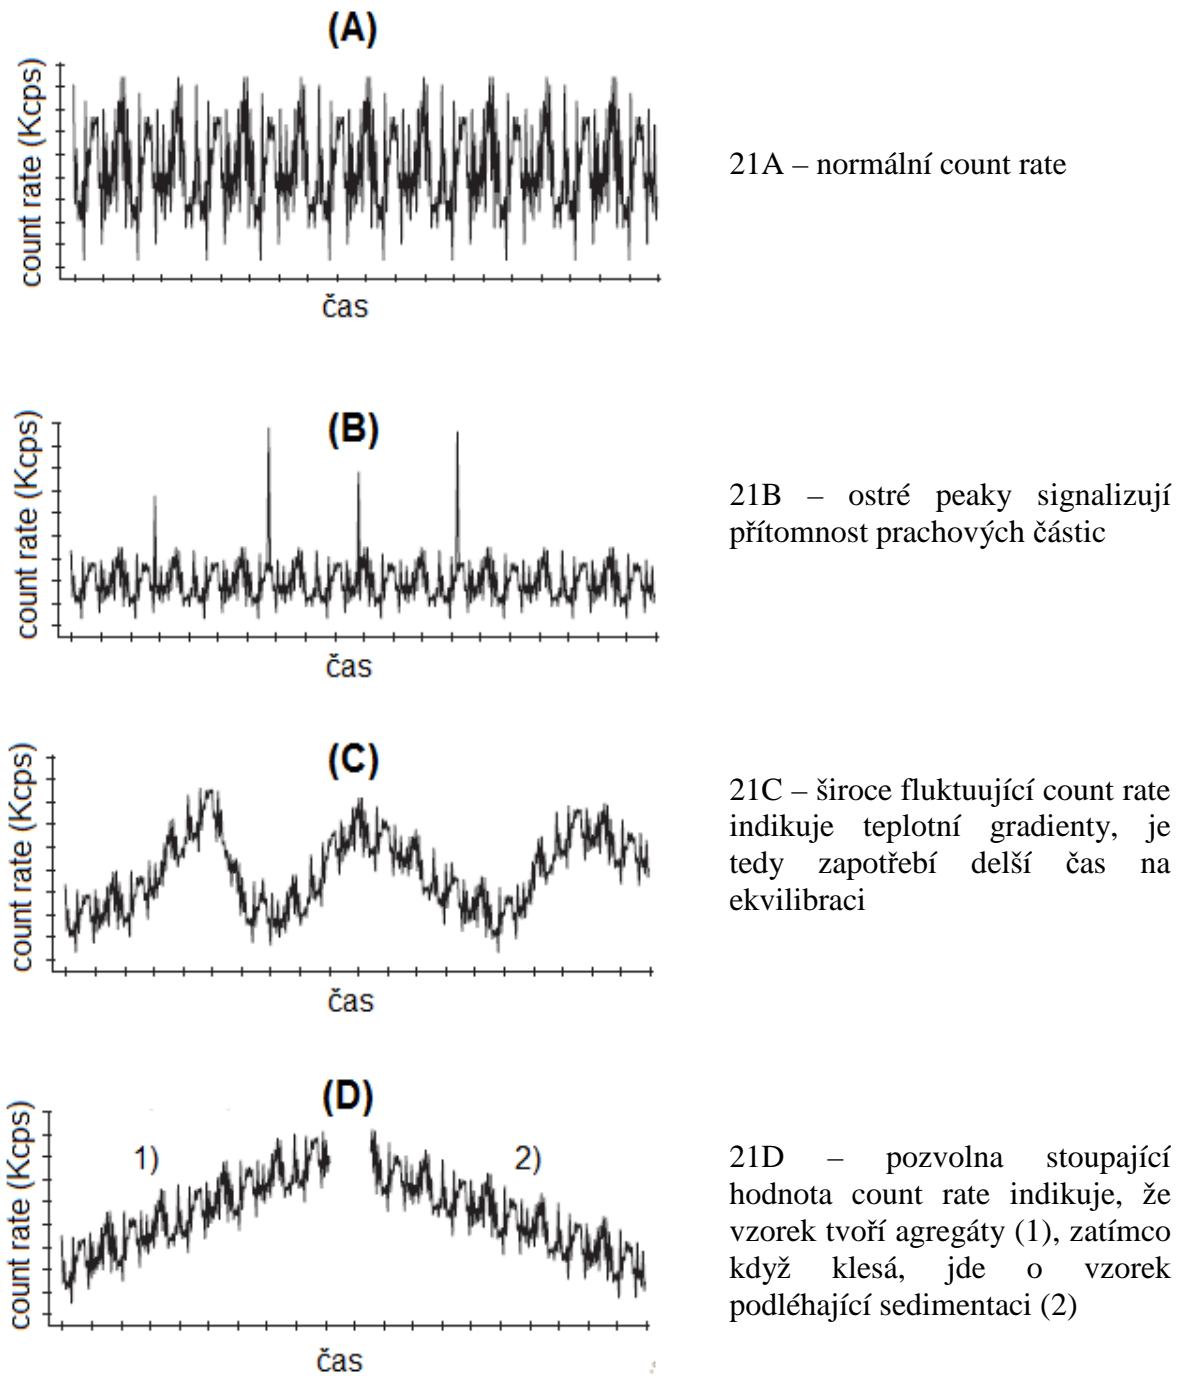 (A)
count rate (Kcps)
čas
21A – normální count rate
(B)
count rate (Kcps)
čas
21B – ostré peaky signalizují
přítomnost prachových částic
(C)
count rate (Kcps)
čas
21C – široce fluktuující count rate
indikuje teplotní gradienty, je
tedy zapotřebí delší čas na
ekvilibraci
(D)
count rate (Kcps)
1)
2)
čas
21D – pozvolna stoupající
hodnota count rate indikuje, že
vzorek tvoří agregáty (1), zatímco
když klesá, jde o vzorek
podléhající sedimentaci (2)